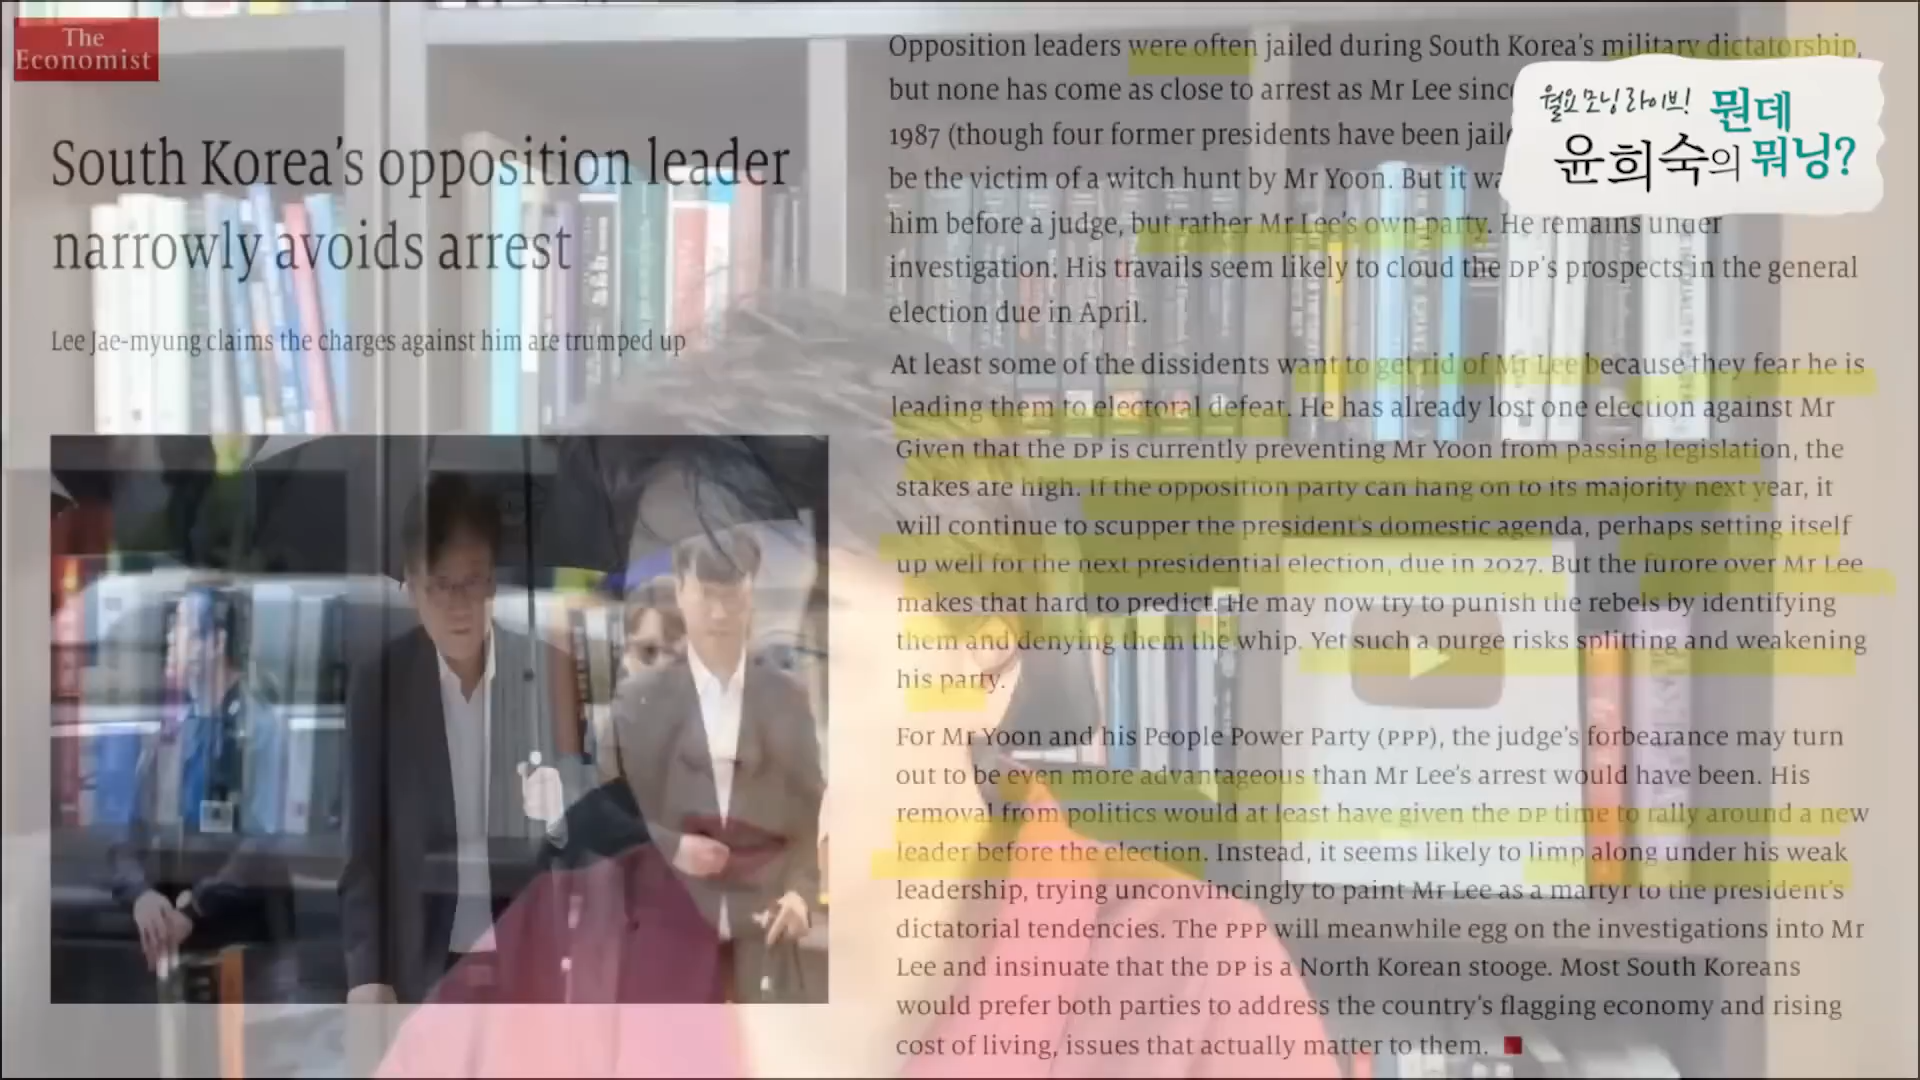 The
Economist
South Korea's opposition leader
narrowly avoids arrest
Lee Jae-myung claims the charges against him are trumped up
Opposition leaders were often jailed during South Korea's military dictatorship,
but none has come as close to arrest as Mr Lee since
1987 (though four former presidents have been jail
be the victim of a witch hunt by Mr Yoon. But it wa
him before a judge, but rather Mr Lee's own party. He remains under
investigation. His travails seem likely to cloud the DP's prospects in the general
election due in April.
At least some of the dissidents want to get rid of Mr Lee because they fear he is
leading them to electoral defeat. He has already lost one election against Mr
Given that the DP is currently preventing Mr Yoon from passing legislation, the
stakes are high. If the opposition party can hang on to its majority next year, it
will continue to scupper the president's domestic agenda, perhaps setting itself
up well for the next presidential election, due in 2027. But the furore over Mr Lee
makes that hard to predict. He may now try to punish the rebels by identifying
them and denying them the whip. Yet such a purge risks splitting and weakening
his party.
For Mr Yoon and his People Power Party (PPP), the judge's forbearance may turn
out to be even more advantageous than Mr Lee's arrest would have been. His
removal from politics would at least have given the DP time to rally around a new
leader before the election. Instead, it seems likely to limp along under his weak
leadership, trying unconvincingly to paint Mr Lee as a martyr to the president's
dictatorial tendencies. The PPP will meanwhile egg on the investigations into Mr
Lee and insinuate that the DP is a North Korean stooge. Most South Koreans
would prefer both parties to address the country's flagging economy and rising
cost of living, issues that actually matter to them.
월요 모닝 라이브! 뭔데
윤희숙의 뭐닝?